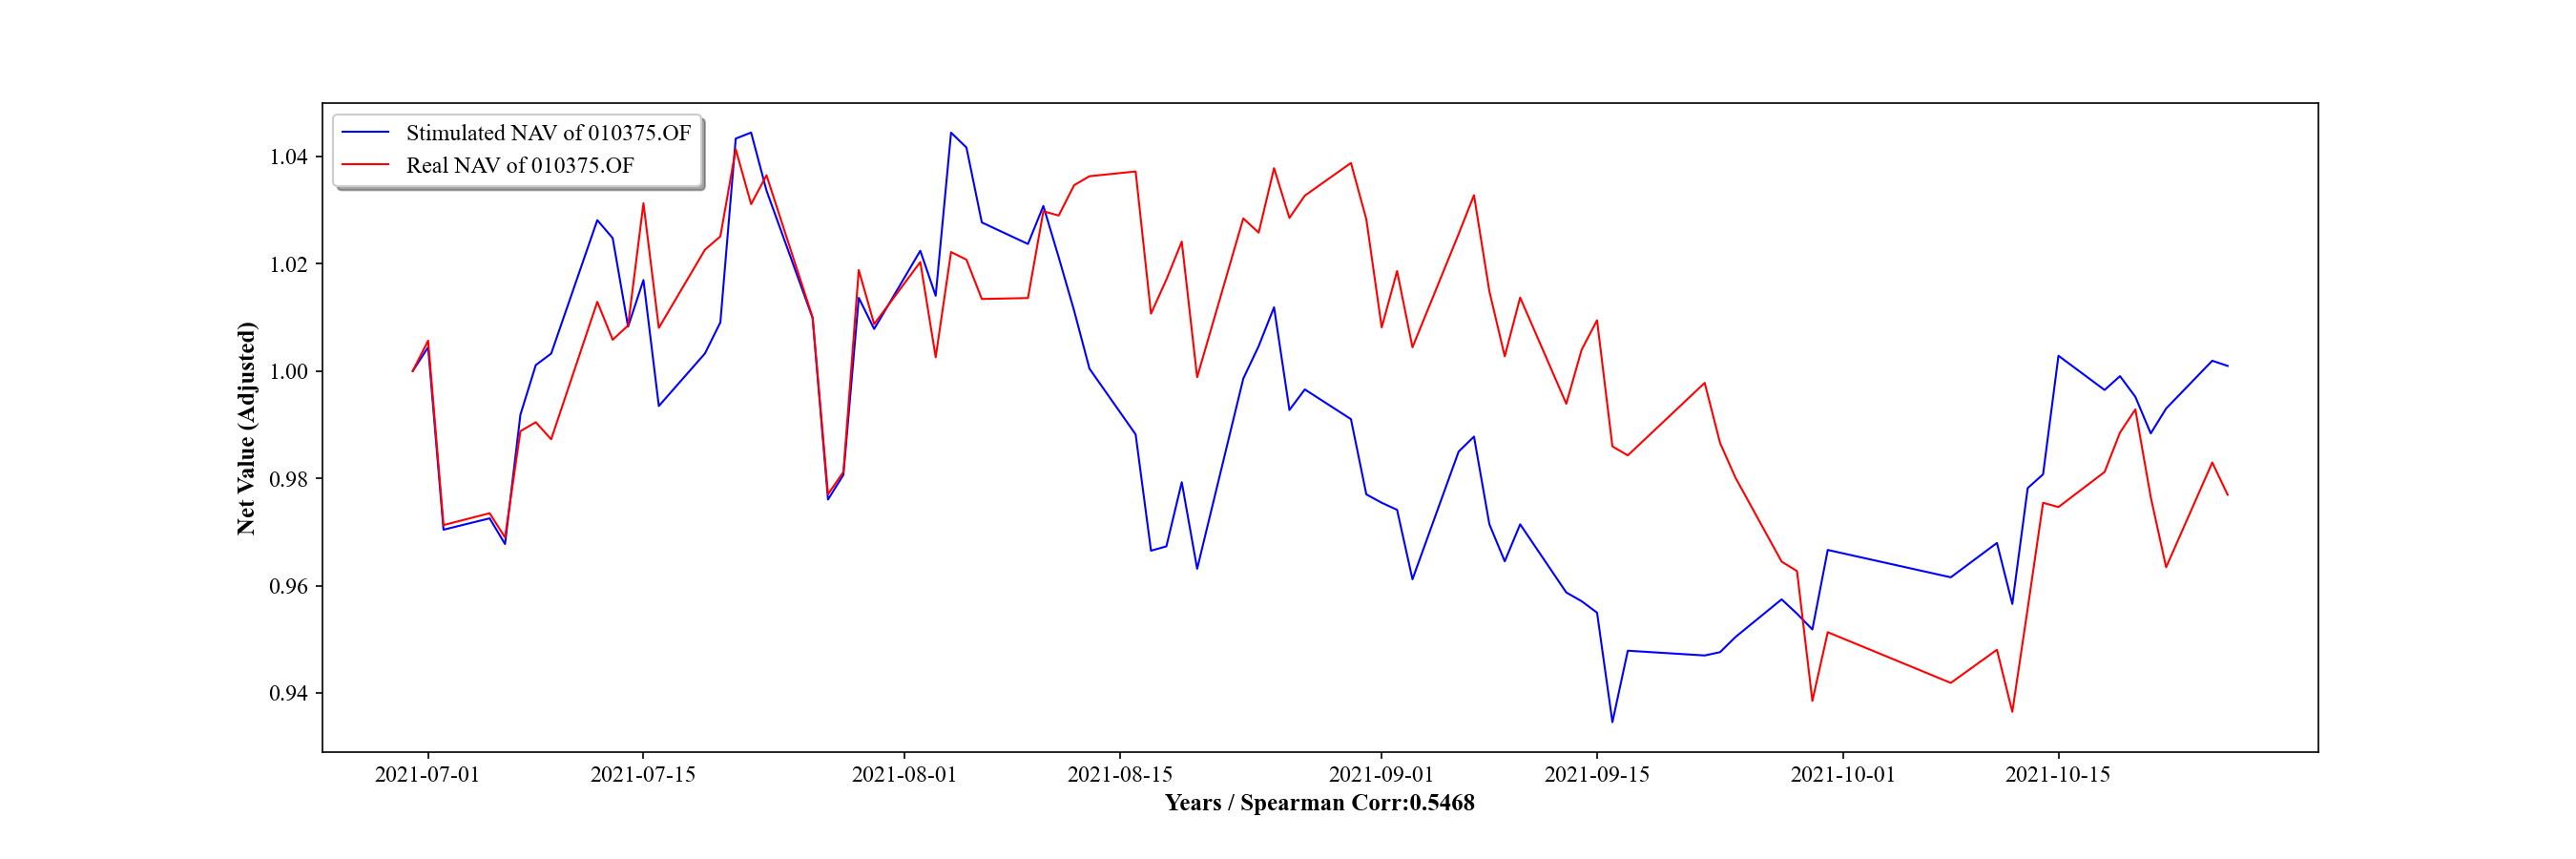 Stimulated NAV of 010375.OF
Real NAV of 010375.OF
Net Value (Adjusted)
1.04
1.02
1.00
0.98
0.96
0.94
2021-07-01 2021-07-15 2021-08-01 2021-08-15 2021-09-01 2021-09-15 2021-10-01 2021-10-15
Years / Spearman Corr:0.5468